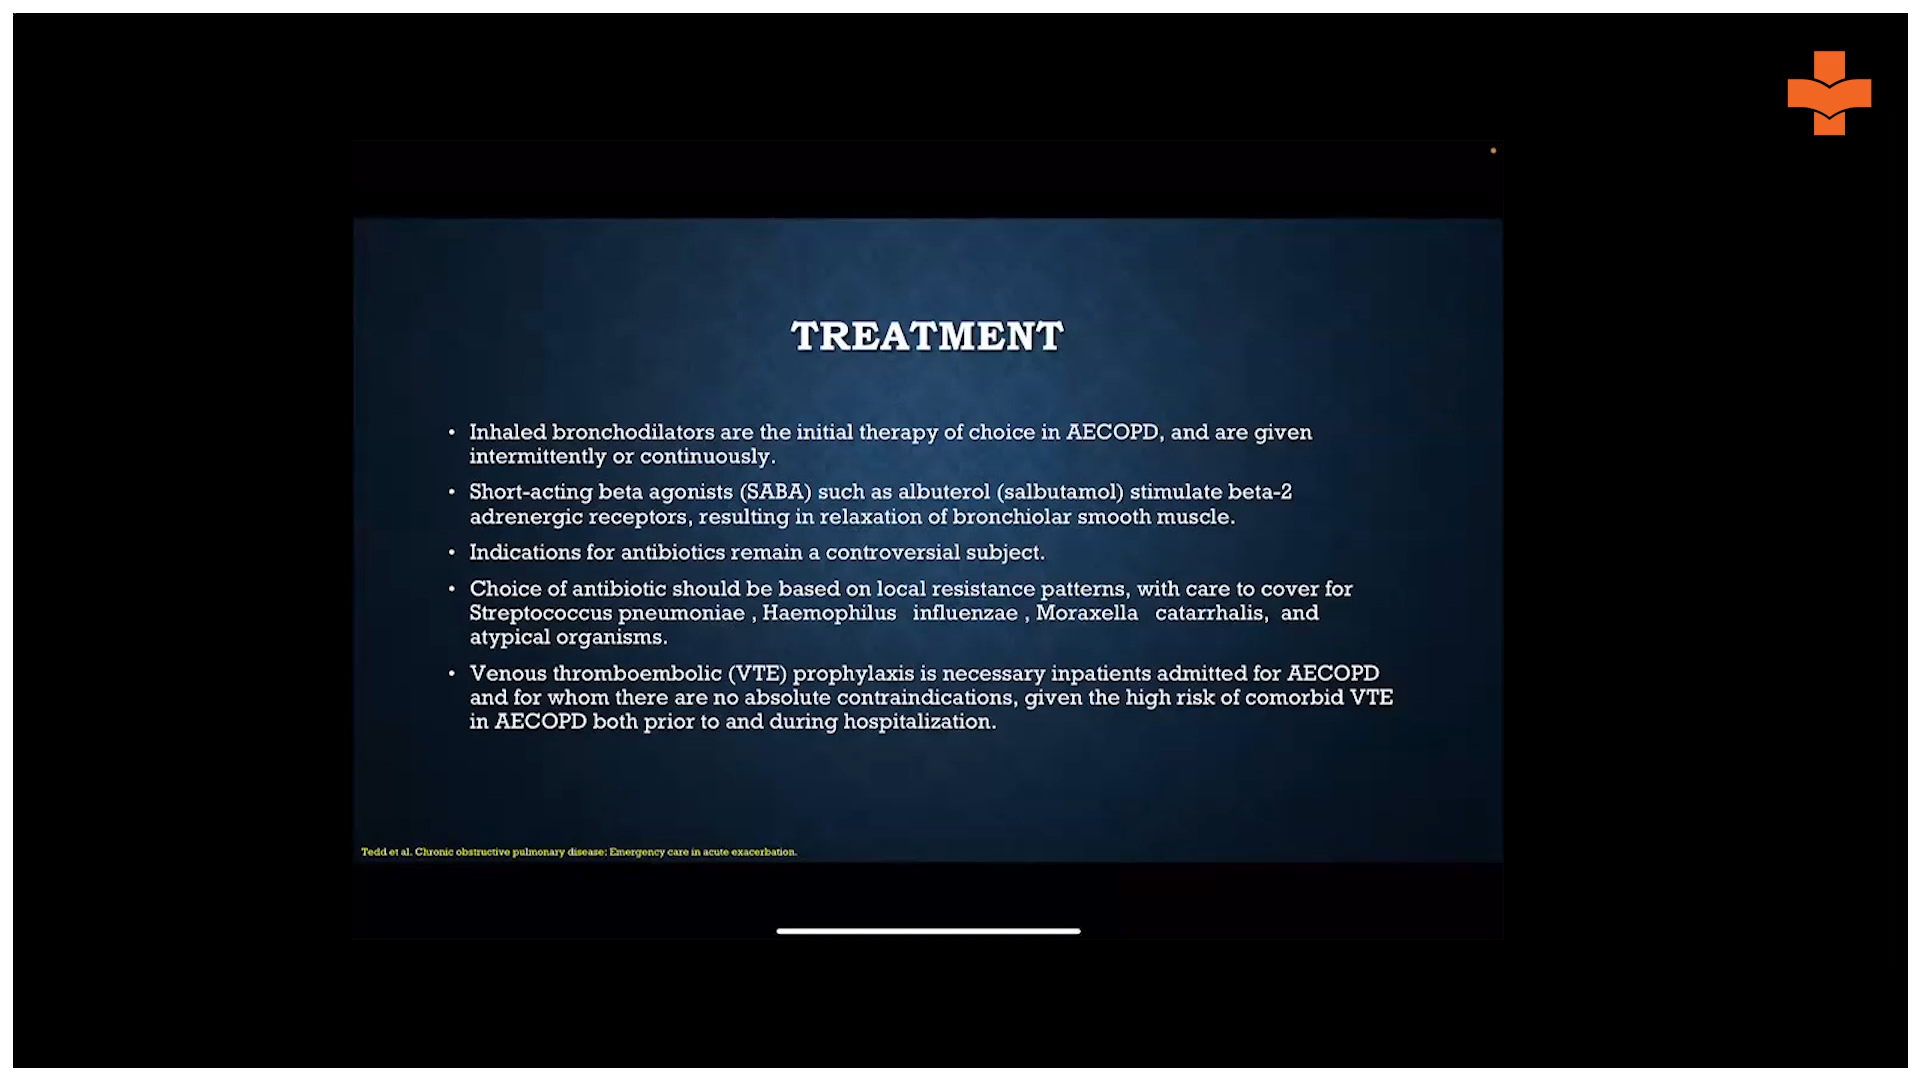 TREATMENT
• Inhaled bronchodilators are the initial therapy of choice in AECOPD, and are given
intermittently or continuously.
• Short-acting beta agonists (SABA) such as albuterol (salbutamol) stimulate beta-2
adrenergic receptors, resulting in relaxation of bronchiolar smooth muscle.
• Indications for antibiotics remain a controversial subject.
• Choice of antibiotic should be based on local resistance patterns, with care to cover for
Streptococcus pneumoniae , Haemophilus influenzae , Moraxella catarrhalis, and
atypical organisms.
• Venous thromboembolic (VTE) prophylaxis is necessary inpatients admitted for AECOPD
and for whom there are no absolute contraindications, given the high risk of comorbid VTE
in AECOPD both prior to and during hospitalization.
Tedd et al. Chronic obstructive pulmonary disease: Emergency care in acute exacerbation.